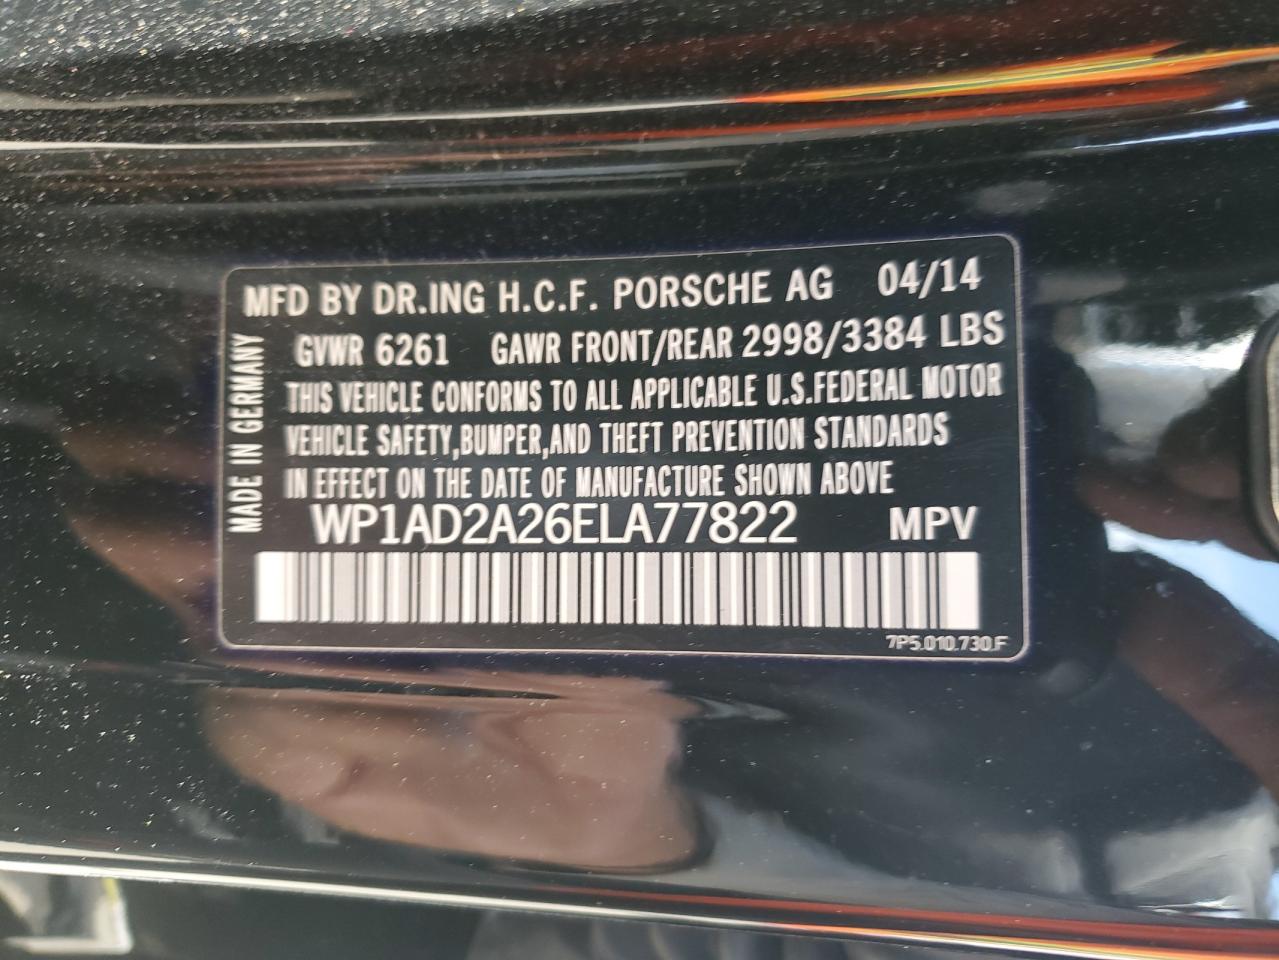 MFD BY DR.ING H.C.F. PORSCHE AG 04/14
GVWR 6261 GAWR FRONT/REAR 2998/3384 LBS
THIS VEHICLE CONFORMS TO ALL APPLICABLE U.S.FEDERAL MOTOR
VEHICLE SAFETY,BUMPER,AND THEFT PREVENTION STANDARDS
IN EFFECT ON THE DATE OF MANUFACTURE SHOWN ABOVE
WP1AD2A26ELA77822 MPV
7P5.010.730.F
MADE IN GERMANY